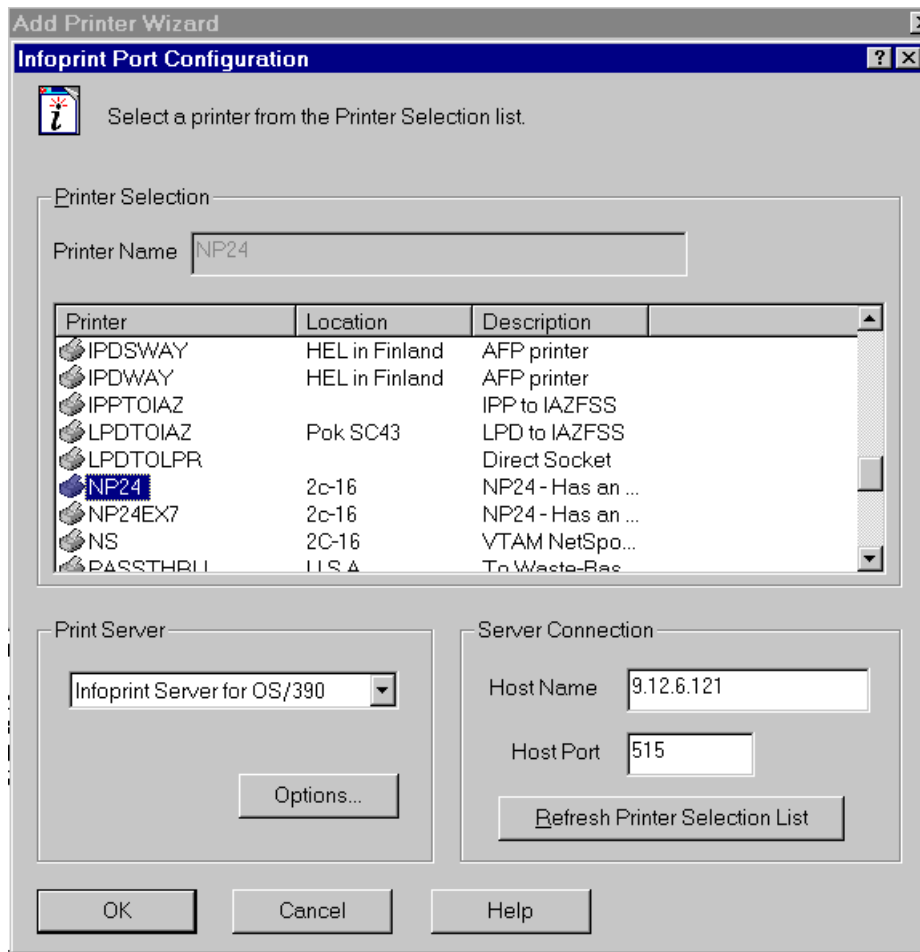 Add Printer Wizard
Infoprint Port Configuration
Select a printer from the Printer Selection list.
Printer Selection
Printer Name NP24
Printer Location Description
IPDSWAY HEL in Finland AFP printer
IPDWAY HEL in Finland AFP printer
IPPTOIAZ IPP to IAZFSS
LPDTOIAZ Pok SC43 LPD to IAZFSS
LPDTOLPR Direct Socket
NP24 2c-16 NP24 - Has an ...
NP24EX7 2c-16 NP24 - Has an ...
NS 2C-16 VTAM NetSpo...
PASSTHRU U.S.A. To Waste-Bas
Print Server
Infoprint Server for OS/390
Options...
Server Connection
Host Name 9.12.6.121
Host Port 515
Refresh Printer Selection List
OK Cancel Help